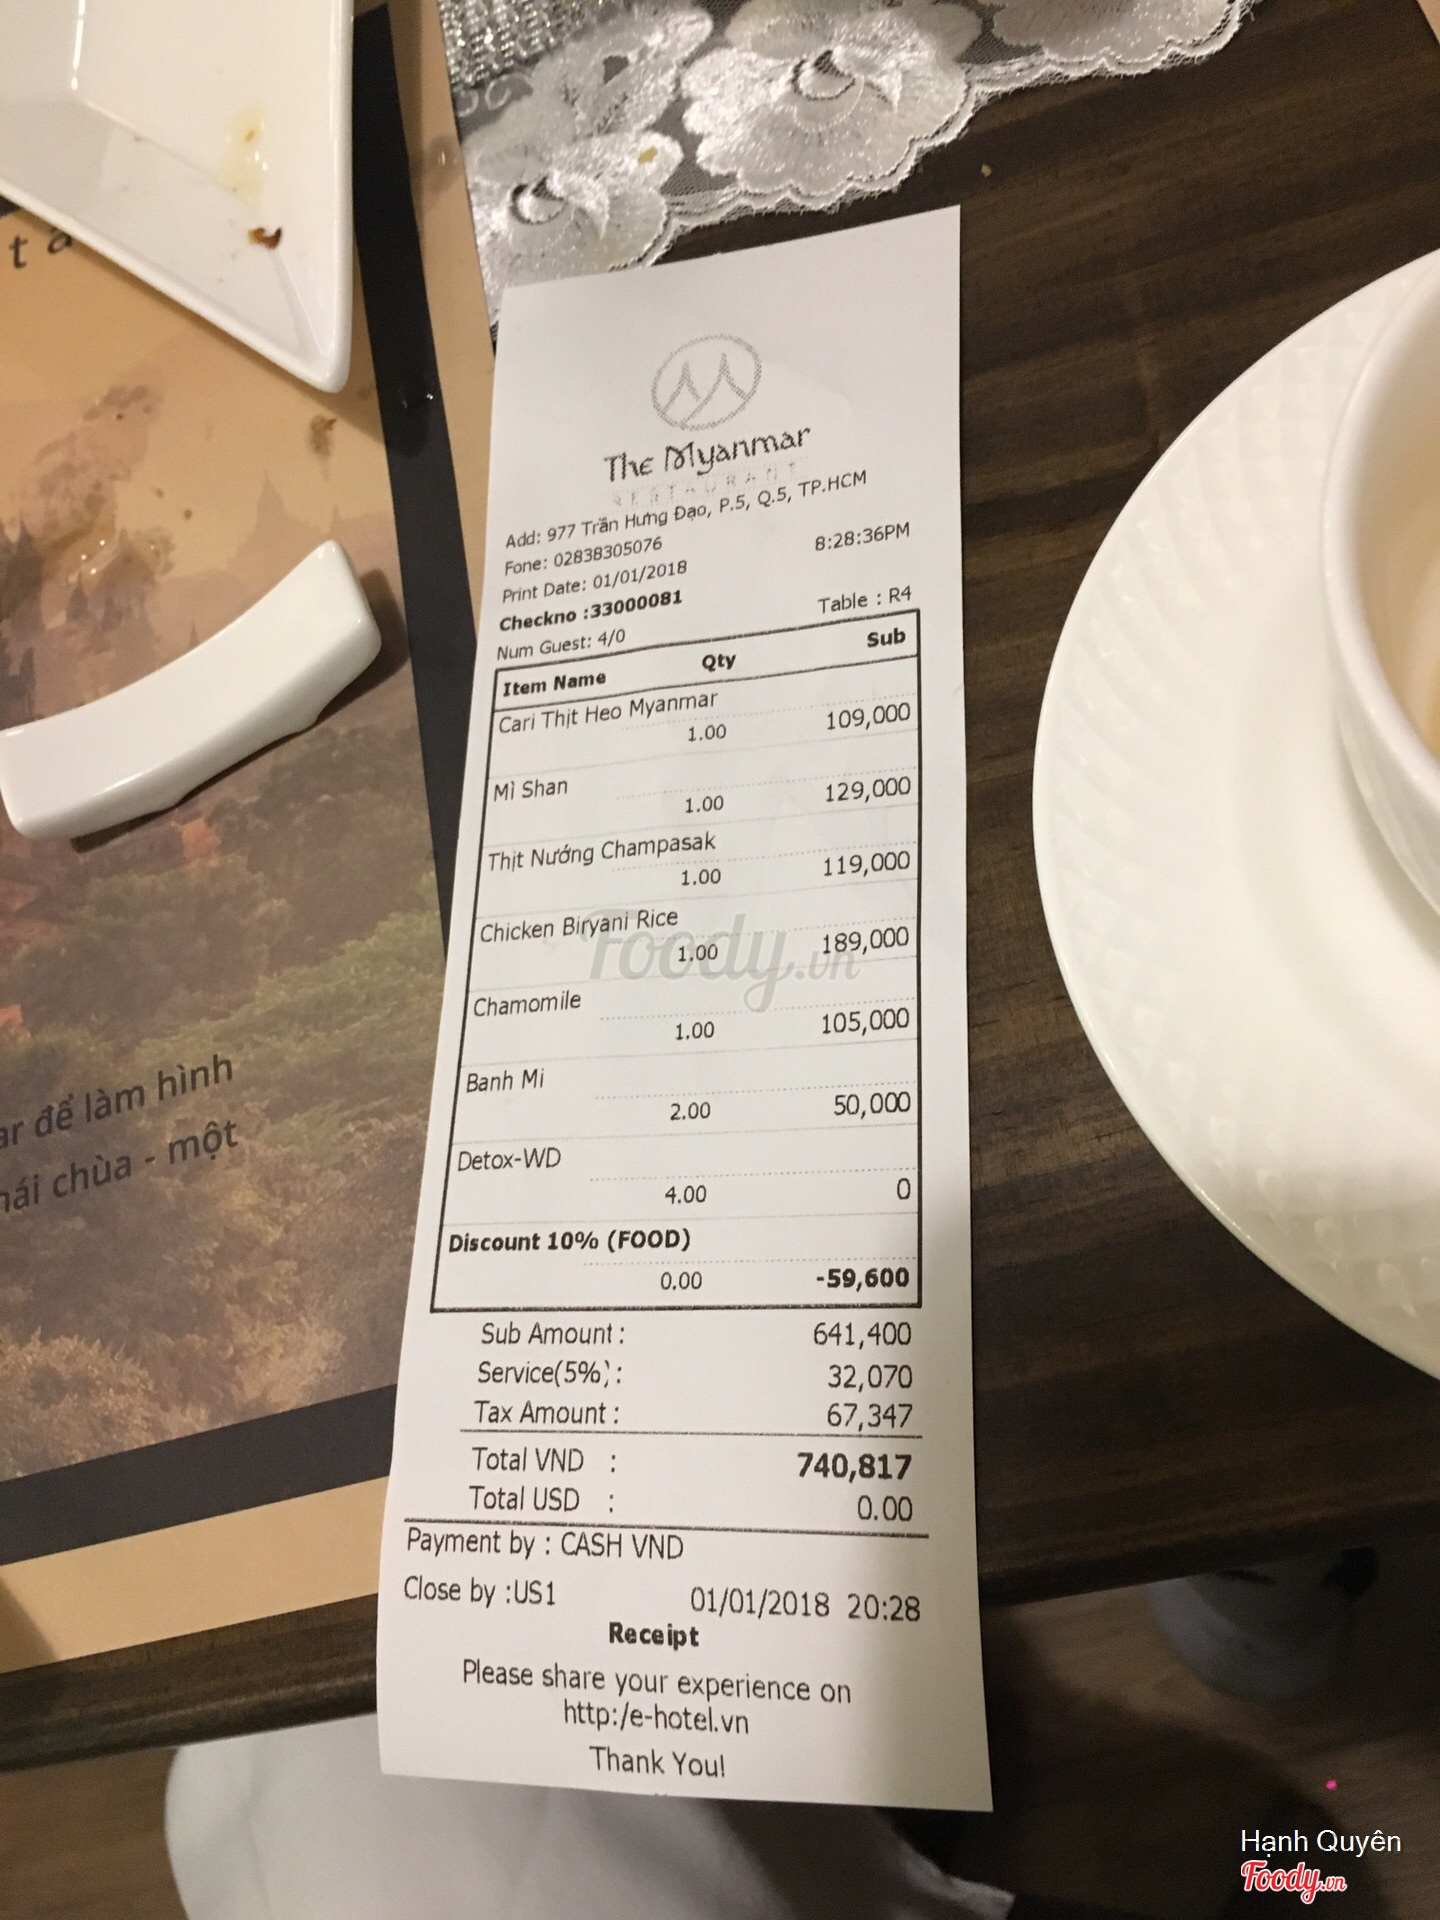 The Myanmar
RESTAURANT
Add: 977 Trần Hưng Đạo, P.5, Q.5, TP.HCM
Fone: 02838305076
Print Date: 01/01/2018 8:28:36PM
Checkno :33000081
Num Guest: 4/0 Table : R4
Item Name Qty Sub
Cari Thịt Heo Myanmar
1.00 109,000
Mì Shan
1.00 129,000
Thịt Nướng Champasak
1.00 119,000
Chicken Biryani Rice
1.00 189,000
Chamomile
1.00 105,000
Banh Mi
2.00 50,000
Detox-WD
4.00 0
Discount 10% (FOOD)
0.00 -59,600
Sub Amount : 641,400
Service(5%) : 32,070
Tax Amount : 67,347
Total VND : 740,817
Total USD : 0.00
Payment by : CASH VND
Close by :US1 01/01/2018 20:28
Receipt
Please share your experience on
http:/e-hotel.vn
Thank You!
để làm hình
chùa - một
Foody.vn
Hạnh Quyên
Foody.vn